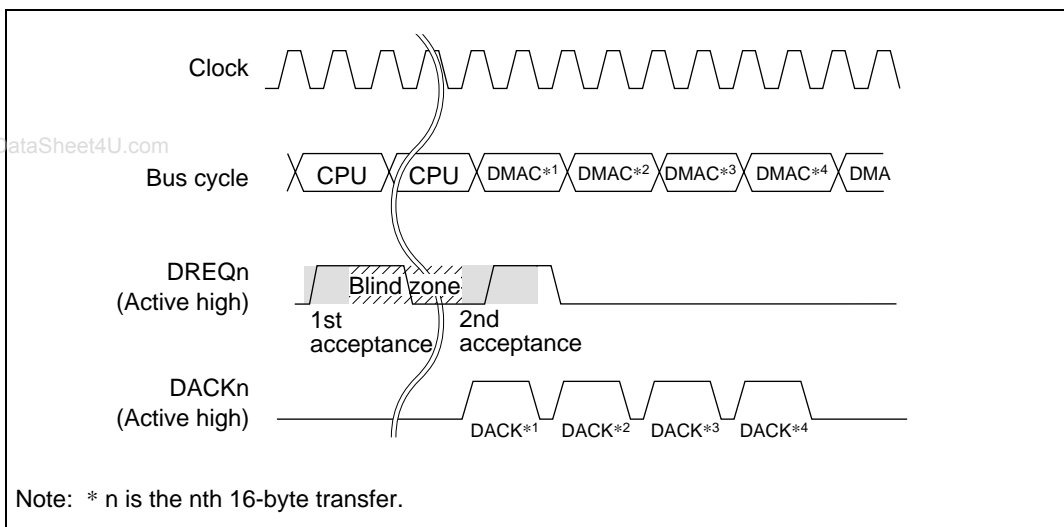 Clock
DataSheet4U.com
Bus cycle
CPU CPU DMAC*1 DMAC*2 DMAC*3 DMAC*4 DMA
DREQn
(Active high)
Blind zone
1st
acceptance
2nd
acceptance
DACKn
(Active high)
DACK*1 DACK*2 DACK*3 DACK*4
Note: * n is the nth 16-byte transfer.